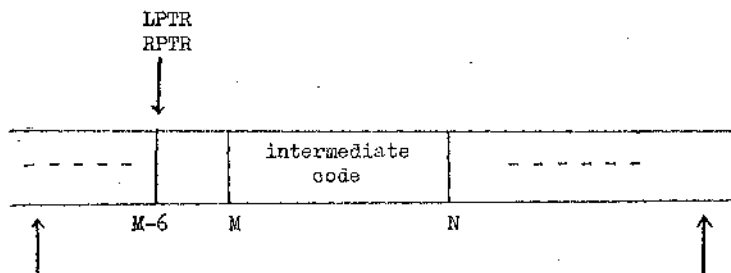 LPTR
RPTR
intermediate
code
M-6 M N